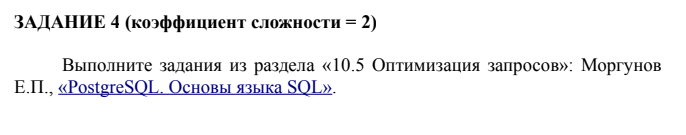 ЗАДАНИЕ 4 (коэффициент сложности = 2)
Выполните задания из раздела «10.5 Оптимизация запросов»: Моргунов
Е.П., «PostgreSQL. Основы языка SQL».